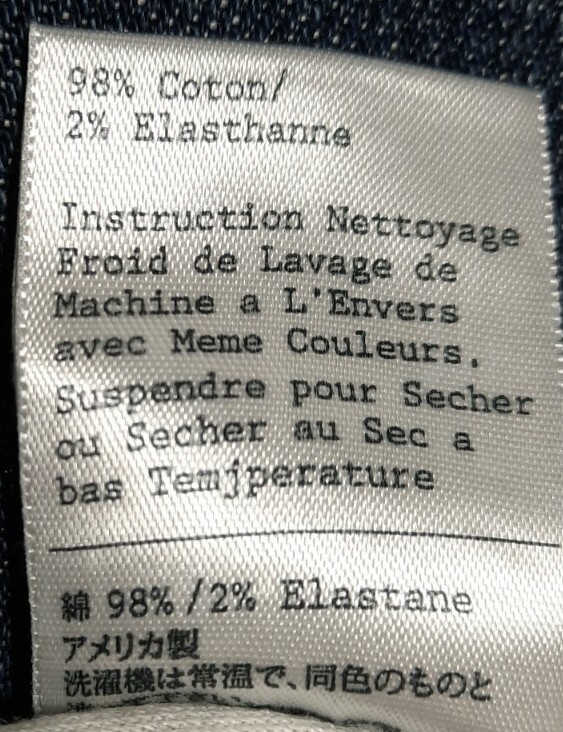 98% Coton/
2% Elasthanne
Instruction Nettoyage
Froid de Lavage de
Machine a L'Envers
avec Meme Couleurs.
Suspendre pour Secher
ou Secher au Sec a
bas Temjperature
綿 98% / 2% Elastane
アメリカ製
洗濯機は常温で、同色のものと